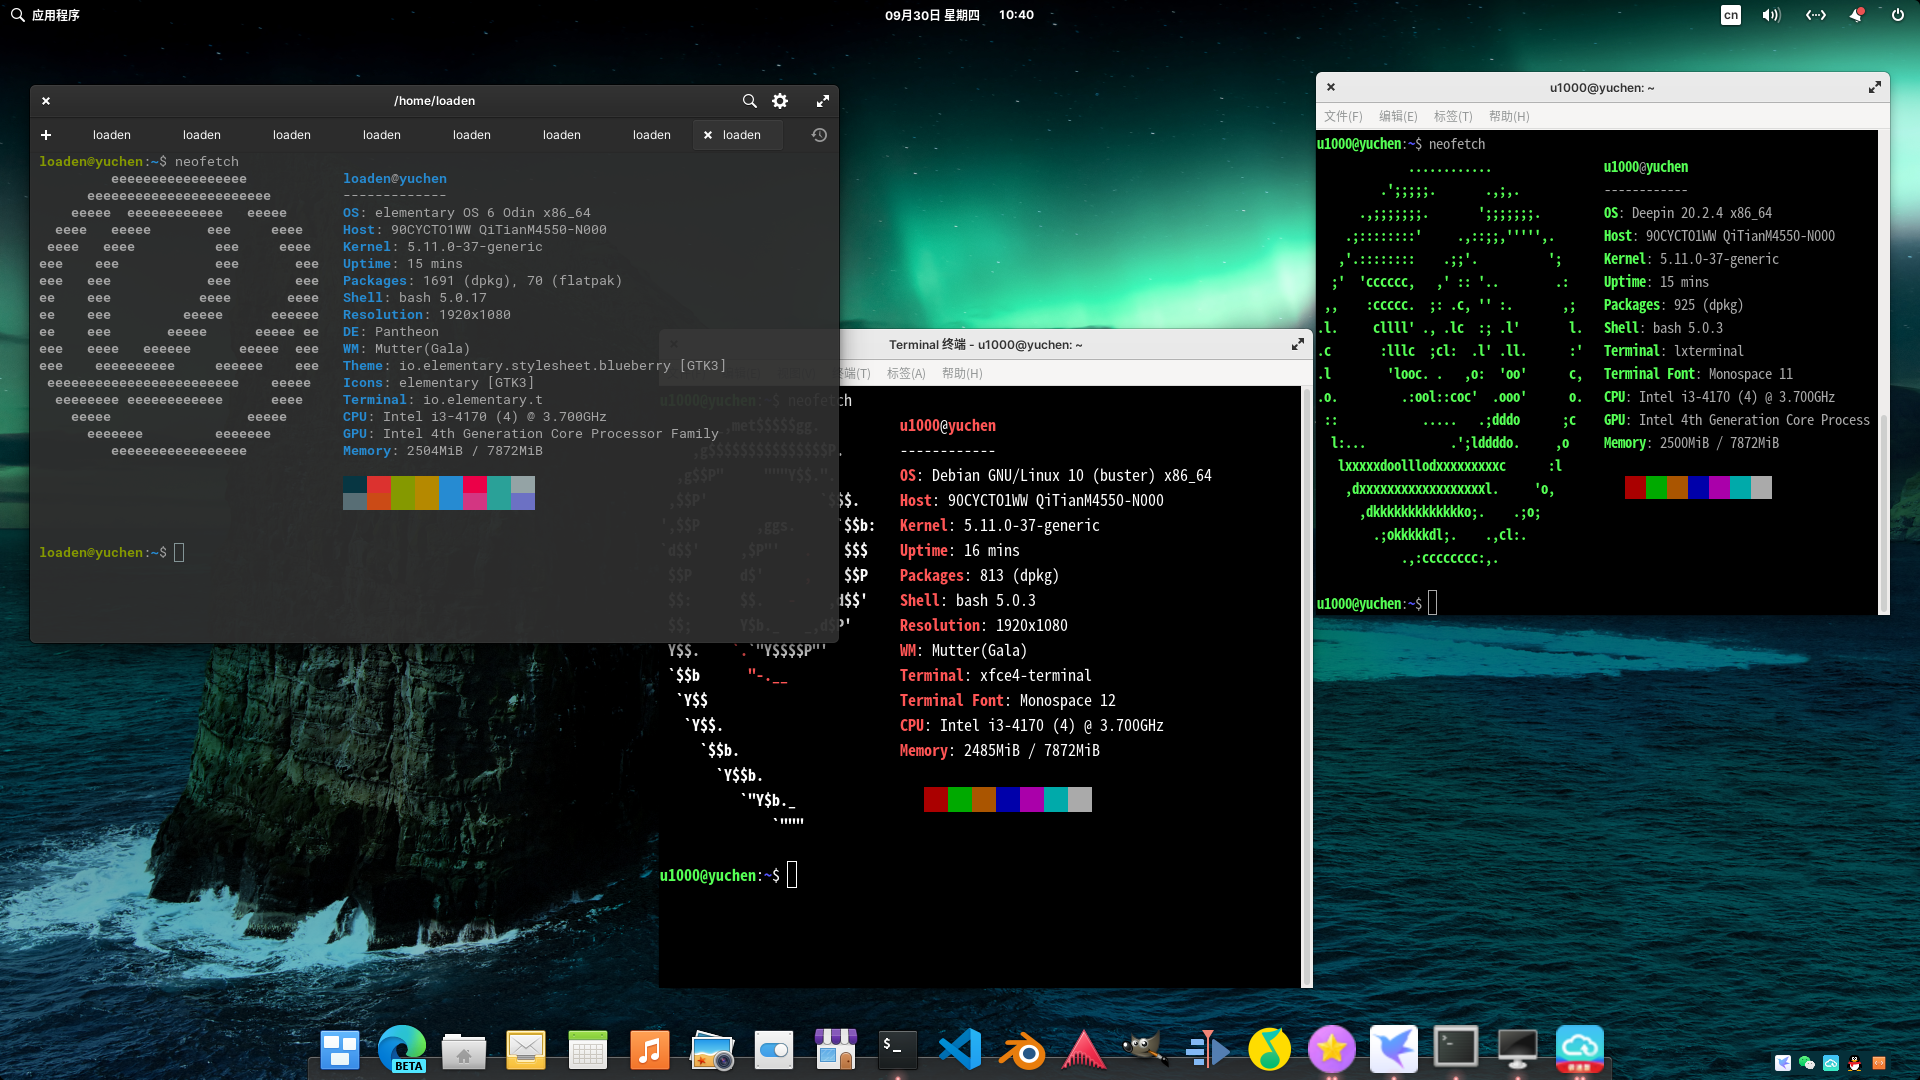 应用程序
09月30日 星期四 10:40
cn
/home/loaden
loaden loaden loaden loaden loaden loaden loaden loaden
loaden@yuchen:~$ neofetch
loaden@yuchen
-------------
OS: elementary OS 6 Odin x86_64
Host: 90CYCTO1WW QiTianM4550-N000
Kernel: 5.11.0-37-generic
Uptime: 15 mins
Packages: 1691 (dpkg), 70 (flatpak)
Shell: bash 5.0.17
Resolution: 1920x1080
DE: Pantheon
WM: Mutter(Gala)
Theme: io.elementary.stylesheet.blueberry [GTK3]
Icons: elementary [GTK3]
Terminal: io.elementary.t
CPU: Intel i3-4170 (4) @ 3.700GHz
GPU: Intel 4th Generation Core Processor Family
Memory: 2504MiB / 7872MiB
loaden@yuchen:~$
Terminal 终端 - u1000@yuchen: ~
终端(T) 标签(A) 帮助(H)
u1000@yuchen:~$ neofetch
u1000@yuchen
------------
OS: Debian GNU/Linux 10 (buster) x86_64
Host: 90CYCTO1WW QiTianM4550-N000
Kernel: 5.11.0-37-generic
Uptime: 16 mins
Packages: 813 (dpkg)
Shell: bash 5.0.3
Resolution: 1920x1080
WM: Mutter(Gala)
Terminal: xfce4-terminal
Terminal Font: Monospace 12
CPU: Intel i3-4170 (4) @ 3.700GHz
Memory: 2485MiB / 7872MiB
u1000@yuchen:~$
u1000@yuchen: ~
文件(F) 编辑(E) 标签(T) 帮助(H)
u1000@yuchen:~$ neofetch
u1000@yuchen
------------
OS: Deepin 20.2.4 x86_64
Host: 90CYCTO1WW QiTianM4550-N000
Kernel: 5.11.0-37-generic
Uptime: 15 mins
Packages: 925 (dpkg)
Shell: bash 5.0.3
Terminal: lxterminal
Terminal Font: Monospace 11
CPU: Intel i3-4170 (4) @ 3.700GHz
GPU: Intel 4th Generation Core Process
Memory: 2500MiB / 7872MiB
u1000@yuchen:~$
BETA